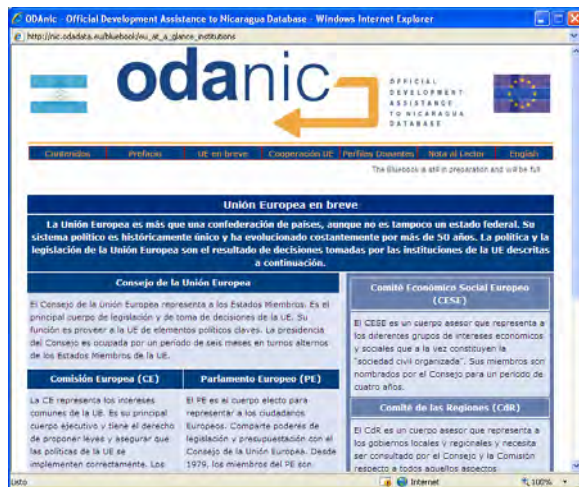 ODAnic - Official Development Assistance to Nicaragua Database - Windows Internet Explorer
http://nic.odadata.eu/bluebook/eu_at_a_glance_institutions
odanic
OFFICIAL
DEVELOPMENT
ASSISTANCE
TO NICARAGUA
DATABASE
Contenidos Prefacio UE en breve Cooperación UE Perfiles Donantes Nota al Lector English
The Bluebook is still in preparation and will be full
Unión Europea en breve
La Unión Europea es más que una confederación de países, aunque no es tampoco un estado federal. Su
sistema político es históricamente único y ha evolucionado costantemente por más de 50 años. La política y la
legislación de la Unión Europea son el resultado de decisiones tomadas por las instituciones de la UE descritas
a continuación.
Consejo de la Unión Europea
El Consejo de la Unión Europea representa a los Estados Miembros. Es el
principal cuerpo de legislación y de toma de decisiones de la UE. Su
función es proveer a la UE de elementos políticos claves. La presidencia
del Consejo es ocupada por un período de seis meses en turnos alternos
de los Estados Miembros de la UE.
Comisión Europea (CE)
La CE representa los intereses
comunes de la UE. Es su principal
cuerpo ejecutivo y tiene el derecho
de proponer leyes y asegurar que
las políticas de la UE se
implementen correctamente. Los
Parlamento Europeo (PE)
El PE es el cuerpo electo para
representar a los ciudadanos
Europeos. Comparte poderes de
legislación y presupuestación con el
Consejo de la Unión Europea. Desde
1979, los miembros del PE son
Comité Económico Social Europeo
(CESE)
El CESE es un cuerpo asesor que representa a
los diferentes grupos de intereses económicos
y sociales que a la vez constituyen la
"sociedad civil organizada". Sus miembros son
nombrados por el Consejo para un período de
cuatro años.
Comité de las Regiones (CdR)
El CdR es un cuerpo asesor que representa a
los gobiernos locales y regionales y necesita
ser consultado por el Consejo y la Comisión
respecto a todos aquellos aspectos
Listo Internet 100%